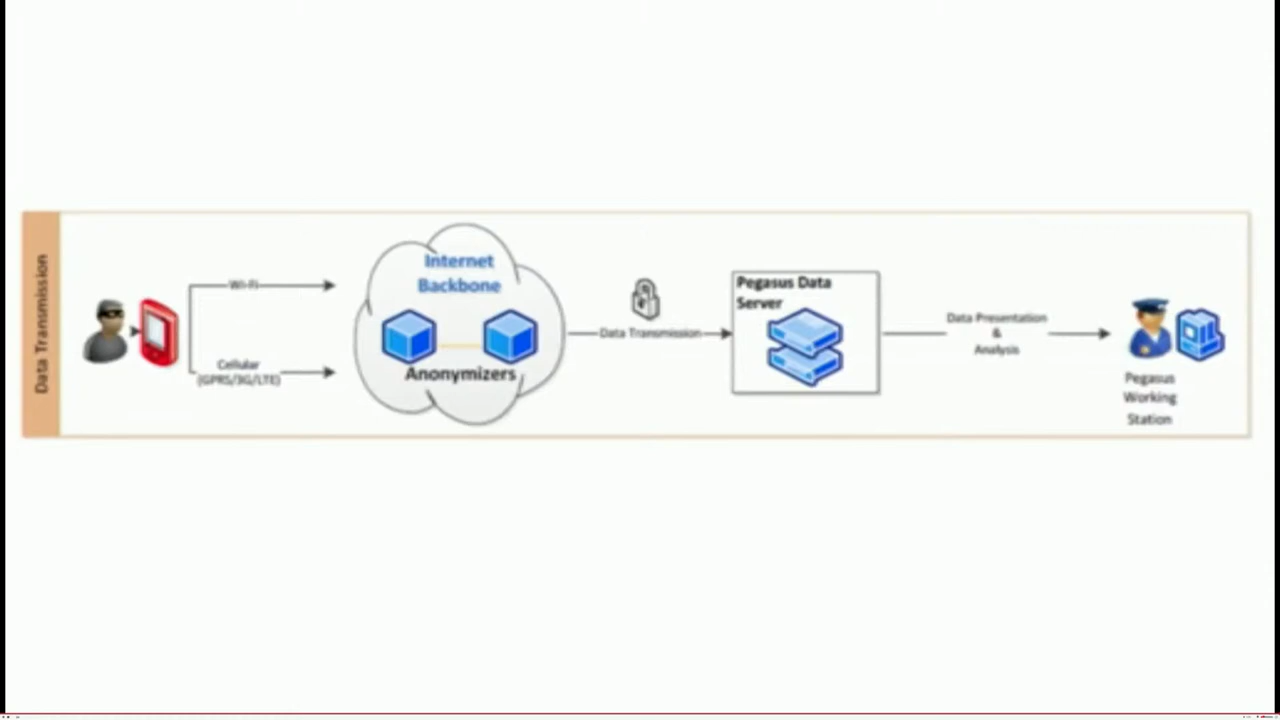 Data Transmission
Wi-Fi
Cellular
(GPRS/3G/LTE)
Internet
Backbone
Anonymizers
Data Transmission
Pegasus Data
Server
Data Presentation
&
Analysis
Pegasus
Working
Station